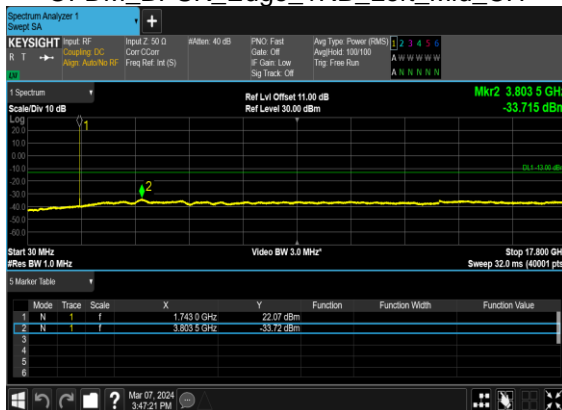 Spectrum Analyzer 1
Swept SA
KEYSIGHT
R T
Input: RF
Coupling: DC
Align: Auto/No RF
Input Z: 50 Ω
Corr CCorr
Freq Ref: Int (S)
#Atten: 40 dB
PNO: Fast
Gate: Off
IF Gain: Low
Sig Track: Off
Avg Type: Power (RMS)
Avg|Hold: 100/100
Trig: Free Run
1 2 3 4 5 6
A W W W W W
A N N N N N
1 Spectrum
Scale/Div 10 dB
Ref Lvl Offset 11.00 dB
Ref Level 30.00 dBm
Mkr2 3.803 5 GHz
-33.715 dBm
Log
20.0
10.0
0.00
-10.0
-20.0
-30.0
-40.0
-50.0
-60.0
1
2
DL1 -13.00 dBm
Start 30 MHz
#Res BW 1.0 MHz
Video BW 3.0 MHz*
Stop 17.800 GHz
Sweep 32.0 ms (40001 pts)
5 Marker Table
Mode Trace Scale X Y Function Function Width Function Value
1 N 1 f 1.743 0 GHz 22.07 dBm
2 N 1 f 3.803 5 GHz -33.72 dBm
3
4
5
6
Mar 07, 2024
3:47:21 PM